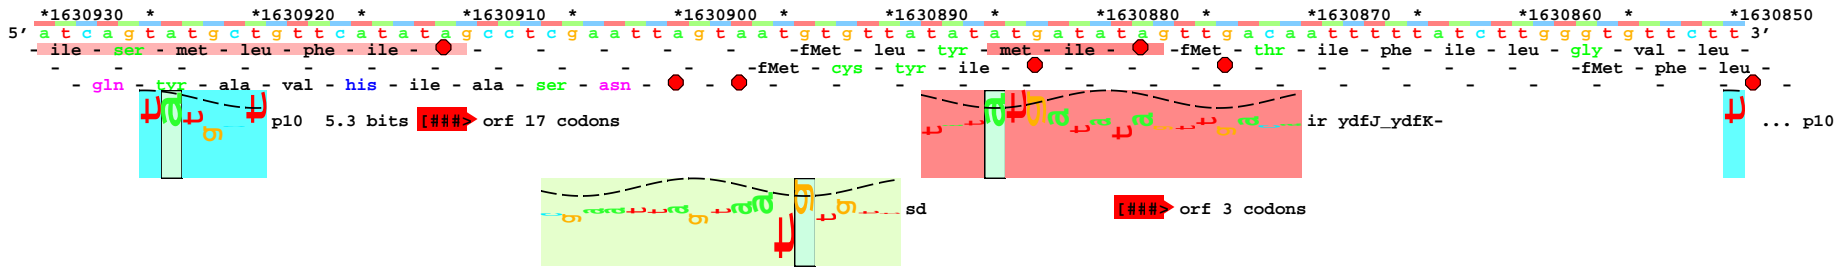 *1630930 * *1630920 * *1630910 * *1630900 * *1630890 * *1630880 * *1630870 * *1630860 * *1630850
5' a t c a g t a t g c t g t t c a t a t a g c c t c g a a t t a g t a a t g t g t t a t a t a t g a t a t a g t t g a c a a t t t t t a t c t t g g g t g t t c t t 3'
- ile - ser - met - leu - phe - ile - - - - - - -fMet - leu - tyr - met - ile - -fMet - thr - ile - phe - ile - leu - gly - val - leu -
- - - - - - - - - - - -fMet - cys - tyr - ile - - - - - - - - - -fMet - phe - leu -
- gln - tyr - ala - val - his - ile - ala - ser - asn - - - - - - - - - - - - - - - - - -
p10 5.3 bits [###> orf 17 codons
ir ydfJ_ydfK-
... p10
sd
[###> orf 3 codons